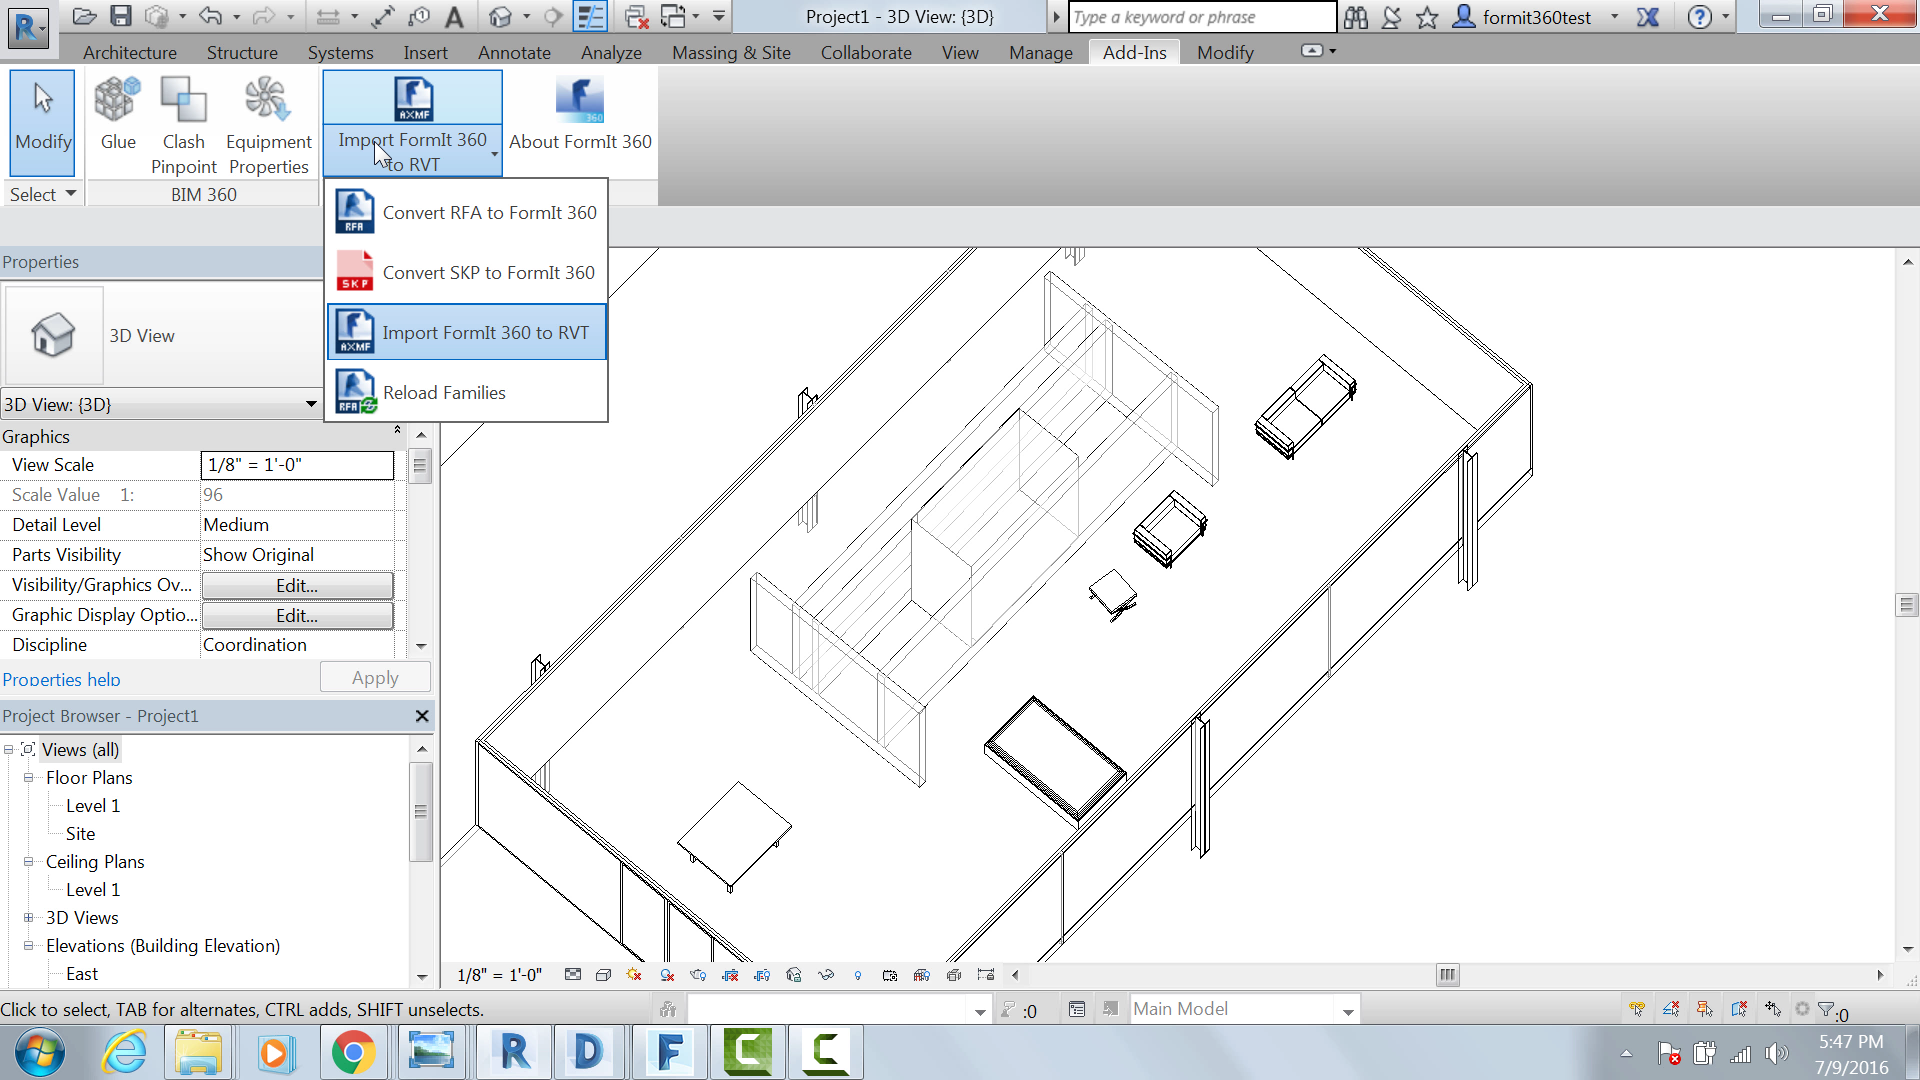 Project1 - 3D View: {3D}
Type a keyword or phrase
formit360test
Architecture
Structure
Systems
Insert
Annotate
Analyze
Massing & Site
Collaborate
View
Manage
Add-Ins
Modify
Modify
Glue
Clash
Pinpoint
Equipment
Properties
AXMF
Import FormIt 360
to RVT
360
About FormIt 360
Select
BIM 360
RFA
Convert RFA to FormIt 360
SKP
Convert SKP to FormIt 360
AXMF
Import FormIt 360 to RVT
RFA
Reload Families
Properties
3D View
3D View: {3D}
Graphics
View Scale
1/8" = 1'-0"
Scale Value 1:
96
Detail Level
Medium
Parts Visibility
Show Original
Visibility/Graphics Ov...
Edit...
Graphic Display Optio...
Edit...
Discipline
Coordination
Properties help
Apply
Project Browser - Project1
Views (all)
Floor Plans
Level 1
Site
Ceiling Plans
Level 1
3D Views
Elevations (Building Elevation)
East
1/8" = 1'-0"
Click to select, TAB for alternates, CTRL adds, SHIFT unselects.
:0
Main Model
:0
5:47 PM
7/9/2016